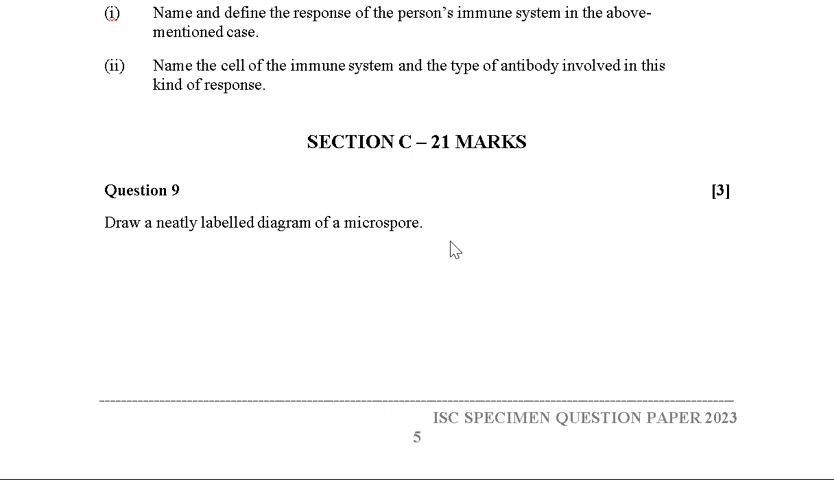 (i) Name and define the response of the person's immune system in the above-
mentioned case.
(ii) Name the cell of the immune system and the type of antibody involved in this
kind of response.
SECTION C – 21 MARKS
Question 9 [3]
Draw a neatly labelled diagram of a microspore.
ISC SPECIMEN QUESTION PAPER 2023
5